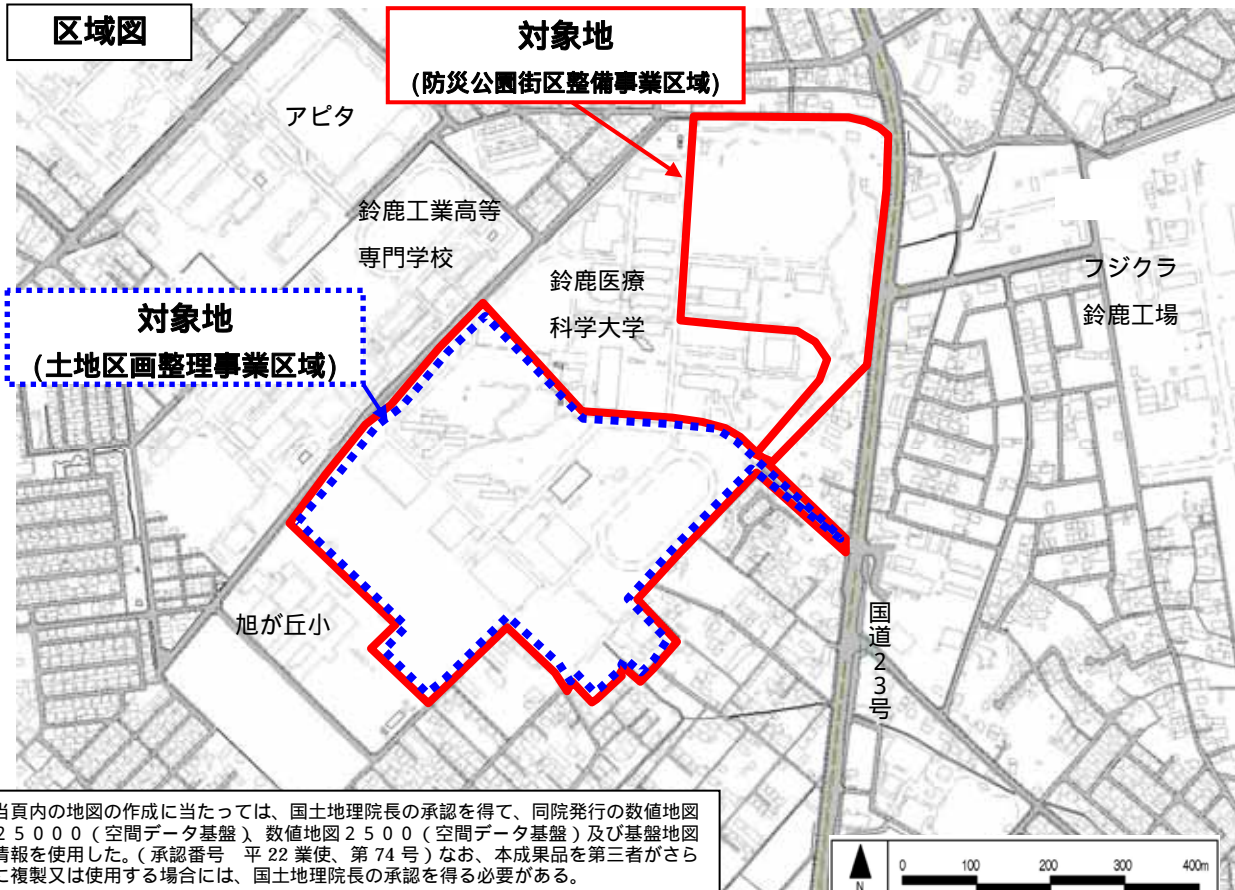 区域図
対象地
(防災公園街区整備事業区域)
アピタ
鈴鹿工業高等
専門学校
鈴鹿医療
科学大学
フジクラ
鈴鹿工場
対象地
(土地区画整理事業区域)
旭が丘小
国道23号
当頁内の地図の作成に当たっては、国土地理院長の承認を得て、同院発行の数値地図
25000(空間データ基盤)、数値地図2500(空間データ基盤)及び基盤地図
情報を使用した。(承認番号 平22業使、第74号)なお、本成果品を第三者がさら
に複製又は使用する場合には、国土地理院長の承認を得る必要がある。
N
0 100 200 300 400m